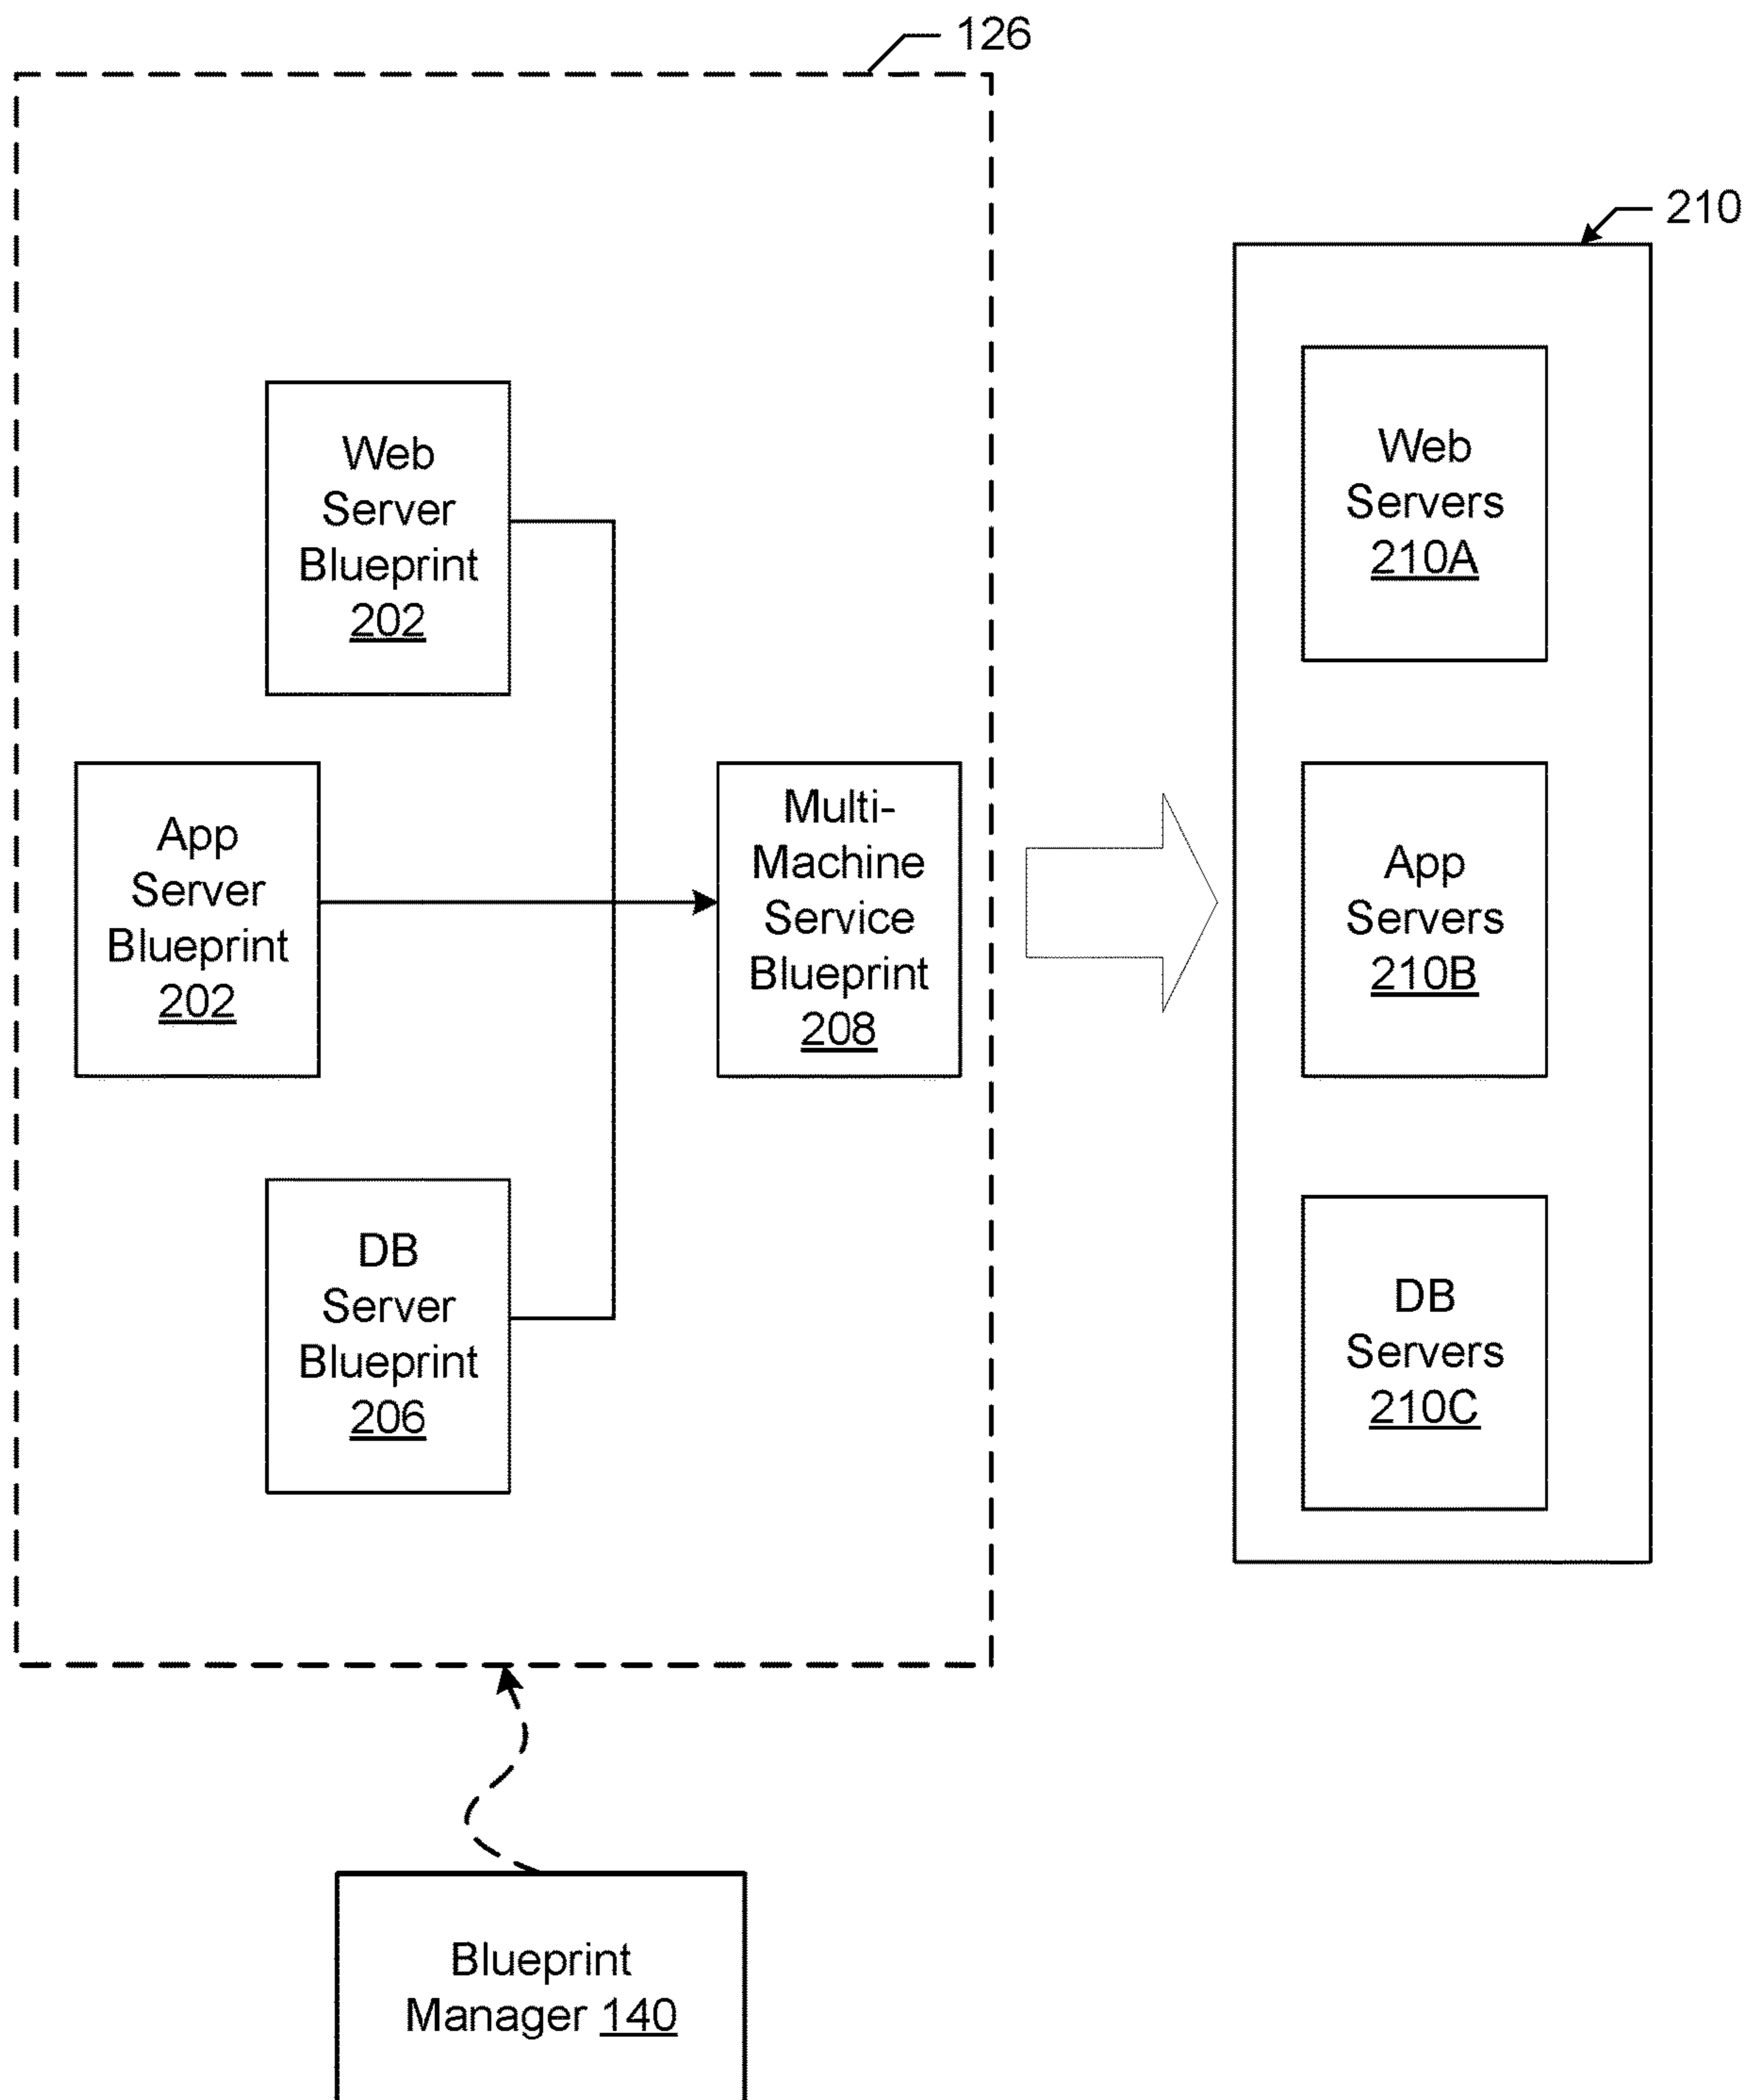 126
210
Web
Server
Blueprint
202
App
Server
Blueprint
202
DB
Server
Blueprint
206
Multi-
Machine
Service
Blueprint
208
Web
Servers
210A
App
Servers
210B
DB
Servers
210C
Blueprint
Manager 140